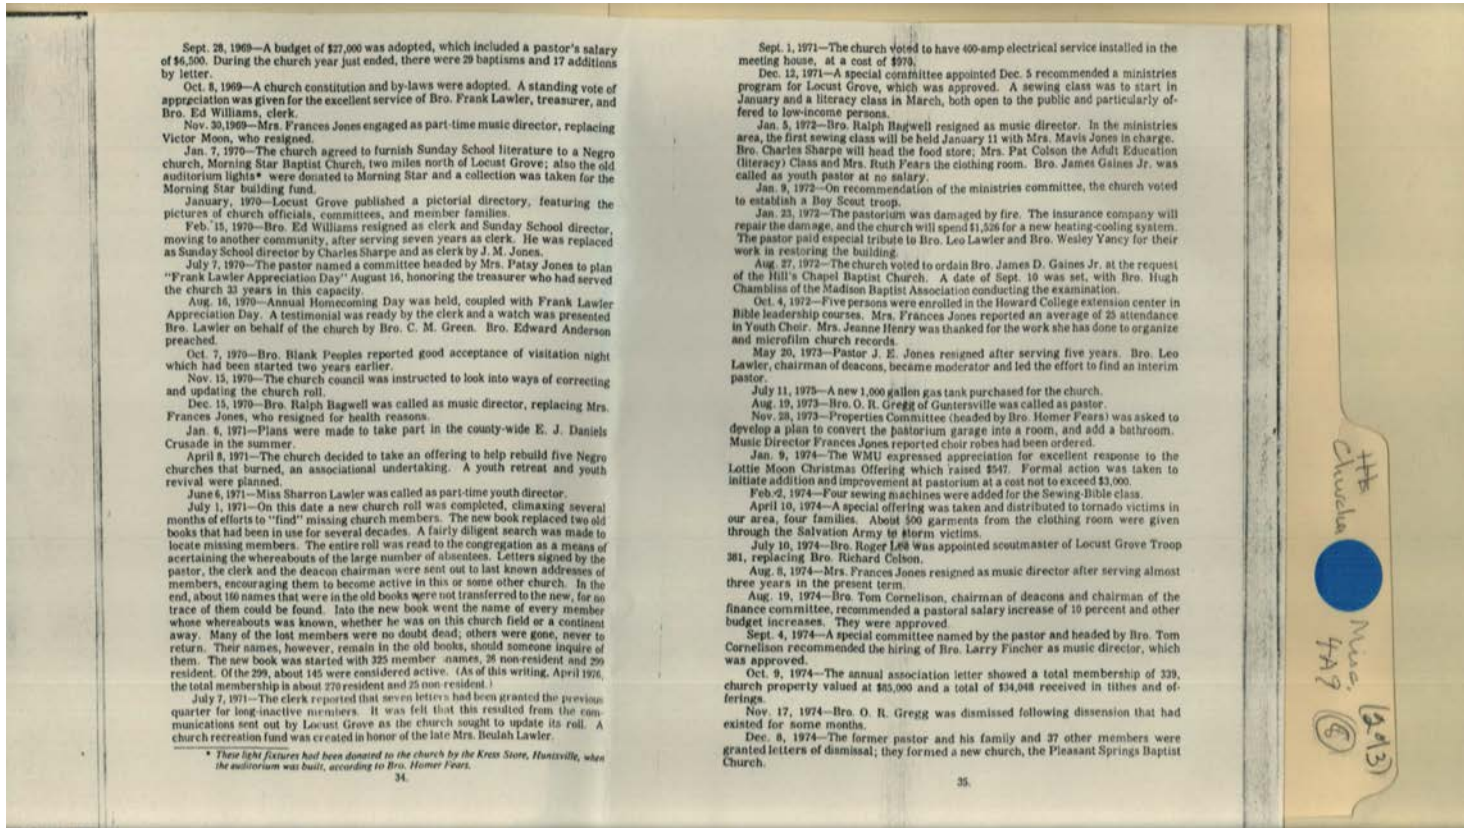 Sept. 28, 1969—A budget of $27,000 was adopted, which included a pastor's salary
of $6,500. During the church year just ended, there were 29 baptisms and 17 additions
by letter.
Oct. 8, 1969—A church constitution and by-laws were adopted. A standing vote of
appreciation was given for the excellent service of Bro. Frank Lawler, treasurer, and
Bro. Ed Williams, clerk.
Nov. 30,1969—Mrs. Frances Jones engaged as part-time music director, replacing
Victor Moon, who resigned.
Jan. 7, 1970—The church agreed to furnish Sunday School literature to a Negro
church, Morning Star Baptist Church, two miles north of Locust Grove; also the old
auditorium lights* were donated to Morning Star and a collection was taken for the
Morning Star building fund.
January, 1970—Locust Grove published a pictorial directory, featuring the
pictures of church officials, committees, and member families.
Feb. 15, 1970—Bro. Ed Williams resigned as clerk and Sunday School director,
moving to another community, after serving seven years as clerk. He was replaced
as Sunday School director by Charles Sharpe and as clerk by J. M. Jones.
July 7, 1970—The pastor named a committee headed by Mrs. Patsy Jones to plan
"Frank Lawler Appreciation Day" August 16, honoring the treasurer who had served
the church 33 years in this capacity.
Aug. 16, 1970—Annual Homecoming Day was held, coupled with Frank Lawler
Appreciation Day. A testimonial was ready by the clerk and a watch was presented
Bro. Lawler on behalf of the church by Bro. C. M. Green. Bro. Edward Anderson
preached.
Oct. 7, 1970—Bro. Blank Peoples reported good acceptance of visitation night
which had been started two years earlier.
Nov. 15, 1970—The church council was instructed to look into ways of correcting
and updating the church roll.
Dec. 15, 1970—Bro. Ralph Bagwell was called as music director, replacing Mrs.
Frances Jones, who resigned for health reasons.
Jan. 6, 1971—Plans were made to take part in the county-wide E. J. Daniels
Crusade in the summer.
April 8, 1971—The church decided to take an offering to help rebuild five Negro
churches that burned, an associational undertaking. A youth retreat and youth
revival were planned.
June 6, 1971—Miss Sharron Lawler was called as part-time youth director.
July 1, 1971—On this date a new church roll was completed, climaxing several
months of efforts to "find" missing church members. The new book replaced two old
books that had been in use for several decades. A fairly diligent search was made to
locate missing members. The entire roll was read to the congregation as a means of
acertaining the whereabouts of the large number of absentees. Letters signed by the
pastor, the clerk and the deacon chairman were sent out to last known addresses of
members, encouraging them to become active in this or some other church. In the
end, about 160 names that were in the old books were not transferred to the new, for no
trace of them could be found. Into the new book went the name of every member
whose whereabouts was known, whether he was on this church field or a continent
away. Many of the lost members were no doubt dead; others were gone, never to
return. Their names, however, remain in the old books, should someone inquire of
them. The new book was started with 325 member names, 26 non-resident and 299
resident. Of the 299, about 145 were considered active. (As of this writing, April 1976,
the total membership is about 270 resident and 25 non-resident.)
July 7, 1971—The clerk reported that seven letters had been granted the previous
quarter for long-inactive members. It was felt that this resulted from the com-
munications sent out by Locust Grove as the church sought to update its roll. A
church recreation fund was created in honor of the late Mrs. Beulah Lawler.
* These light fixtures had been donated to the church by the Kress Store, Huntsville, when
the auditorium was built, according to Bro. Homer Fears.
34.
Sept. 1, 1971—The church voted to have 400-amp electrical service installed in the
meeting house, at a cost of $970.
Dec. 12, 1971—A special committee appointed Dec. 5 recommended a ministries
program for Locust Grove, which was approved. A sewing class was to start in
January and a literacy class in March, both open to the public and particularly of-
fered to low-income persons.
Jan. 5, 1972—Bro. Ralph Bagwell resigned as music director. In the ministries
area, the first sewing class will be held January 11 with Mrs. Mavis Jones in charge.
Bro. Charles Sharpe will head the food store; Mrs. Pat Colson the Adult Education
(literacy) Class and Mrs. Ruth Fears the clothing room. Bro. James Gaines Jr. was
called as youth pastor at no salary.
Jan. 9, 1972—On recommendation of the ministries committee, the church voted
to establish a Boy Scout troop.
Jan. 23, 1972—The pastorium was damaged by fire. The insurance company will
repair the damage, and the church will spend $1,526 for a new heating-cooling system.
The pastor paid especial tribute to Bro. Leo Lawler and Bro. Wesley Yancy for their
work in restoring the building.
Aug. 27, 1972—The church voted to ordain Bro. James D. Gaines Jr. at the request
of the Hill's Chapel Baptist Church. A date of Sept. 10 was set, with Bro. Hugh
Chambliss of the Madison Baptist Association conducting the examination.
Oct. 4, 1972—Five persons were enrolled in the Howard College extension center in
Bible leadership courses. Mrs. Frances Jones reported an average of 25 attendance
in Youth Choir. Mrs. Jeanne Henry was thanked for the work she has done to organize
and microfilm church records.
May 20, 1973—Pastor J. E. Jones resigned after serving five years. Bro. Leo
Lawler, chairman of deacons, became moderator and led the effort to find an interim
pastor.
July 11, 1973—A new 1,000 gallon gas tank purchased for the church.
Aug. 19, 1973—Bro. O. R. Gregg of Guntersville was called as pastor.
Nov. 28, 1973—Properties Committee (headed by Bro. Homer Fears) was asked to
develop a plan to convert the pastorium garage into a room, and add a bathroom.
Music Director Frances Jones reported choir robes had been ordered.
Jan. 9, 1974—The WMU expressed appreciation for excellent response to the
Lottie Moon Christmas Offering which raised $547. Formal action was taken to
initiate addition and improvement at pastorium at a cost not to exceed $3,000.
Feb. 2, 1974—Four sewing machines were added for the Sewing-Bible class.
April 10, 1974—A special offering was taken and distributed to tornado victims in
our area, four families. About 500 garments from the clothing room were given
through the Salvation Army to storm victims.
July 10, 1974—Bro. Roger Lea was appointed scoutmaster of Locust Grove Troop
381, replacing Bro. Richard Colson.
Aug. 8, 1974—Mrs. Frances Jones resigned as music director after serving almost
three years in the present term.
Aug. 19, 1974—Bro. Tom Cornelison, chairman of deacons and chairman of the
finance committee, recommended a pastoral salary increase of 10 percent and other
budget increases. They were approved.
Sept. 4, 1974—A special committee named by the pastor and headed by Bro. Tom
Cornelison recommended the hiring of Bro. Larry Fincher as music director, which
was approved.
Oct. 9, 1974—The annual association letter showed a total membership of 339,
church property valued at $85,000 and a total of $34,048 received in tithes and of-
ferings.
Nov. 17, 1974—Bro. O. R. Gregg was dismissed following dissension that had
existed for some months.
Dec. 8, 1974—The former pastor and his family and 37 other members were
granted letters of dismissal; they formed a new church, the Pleasant Springs Baptist
Church.
35.
Misc.
(2 of 3)
(8)